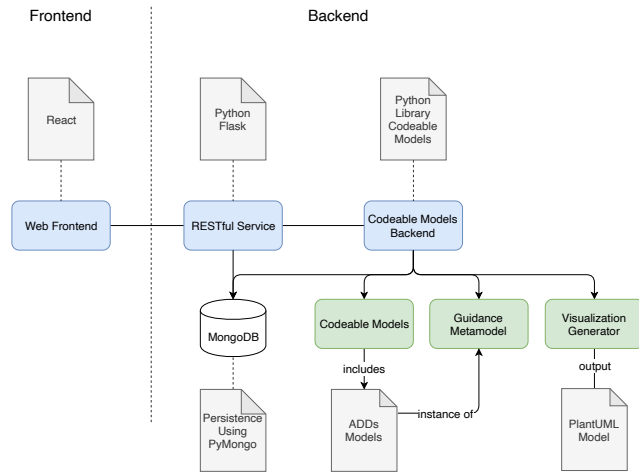 Frontend
Backend
React
Python
Flask
Python
Library
Codeable
Models
Web Frontend
RESTful Service
Codeable Models
Backend
MongoDB
Codeable Models
Guidance
Metamodel
Visualization
Generator
includes
output
Persistence
Using
PyMongo
ADDs
Models
instance of
PlantUML
Model